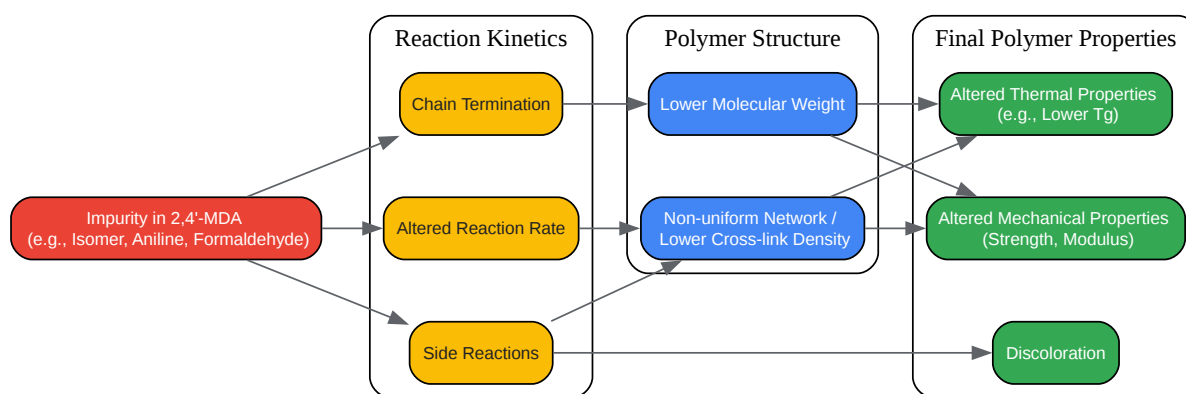 Reaction Kinetics
Polymer Structure
Final Polymer Properties
Chain Termination
Lower Molecular Weight
Altered Thermal Properties
(e.g., Lower Tg)
Impurity in 2,4'-MDA
(e.g., Isomer, Aniline, Formaldehyde)
Altered Reaction Rate
Non-uniform Network /
Lower Cross-link Density
Altered Mechanical Properties
(Strength, Modulus)
Side Reactions
Discoloration